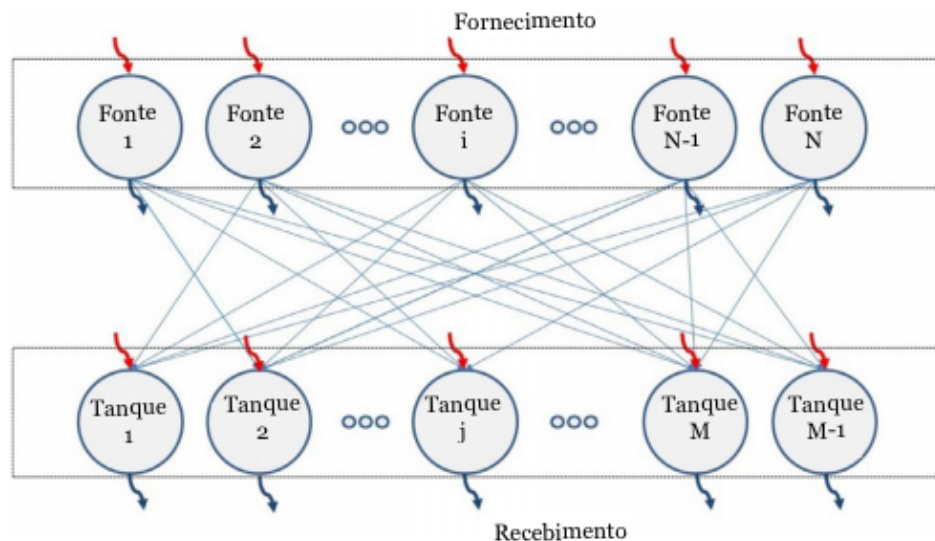 Fornecimento
Fonte
1
Fonte
2
Fonte
i
Fonte
N-1
Fonte
N
Tanque
1
Tanque
2
Tanque
j
Tanque
M
Tanque
M-1
Recebimento